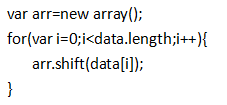 var arr=new array();
for(var i=0;i<data.length;i++){
arr.shift(data[i]);
}